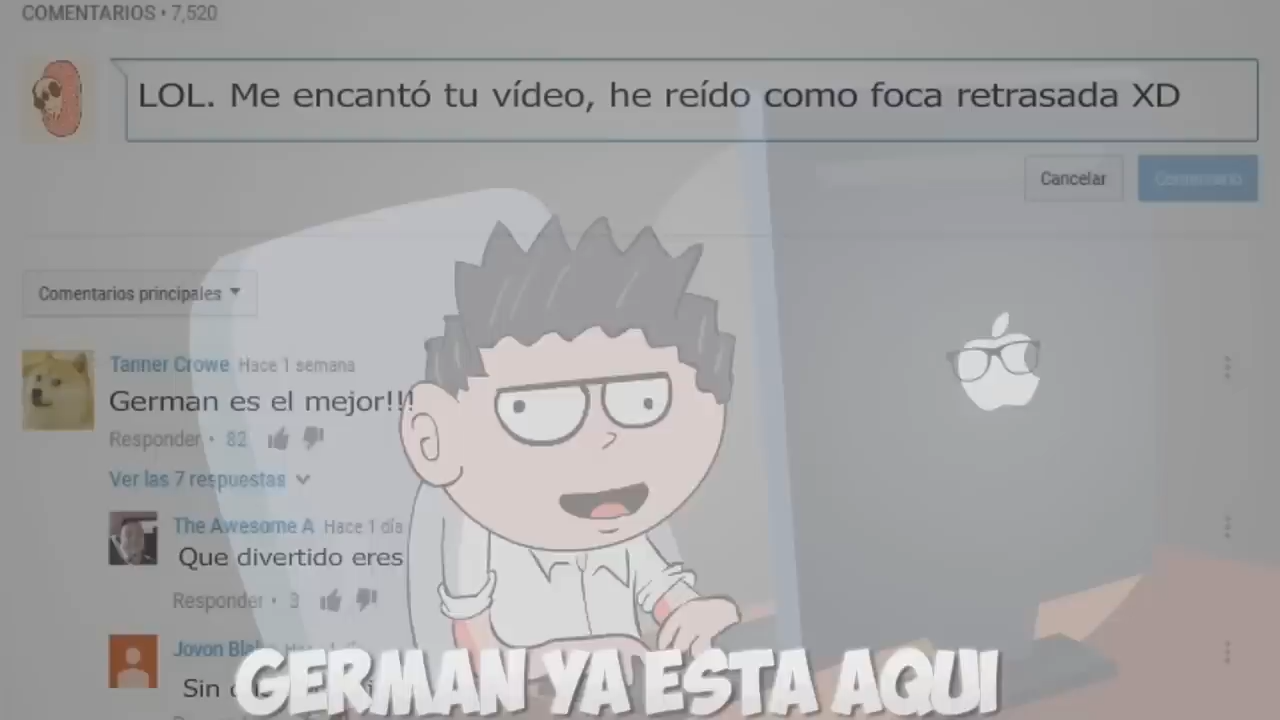 COMENTARIOS • 7,520
LOL. Me encantó tu vídeo, he reído como foca retrasada XD
Cancelar
Comentario
Comentarios principales
Tanner Crowe Hace 1 semana
German es el mejor!!!
Responder • 82
Ver las 7 respuestas
The Awesome A Hace 1 día
Que divertido eres
Responder • 3
Jovon
Sin
GERMAN YA ESTA AQUI